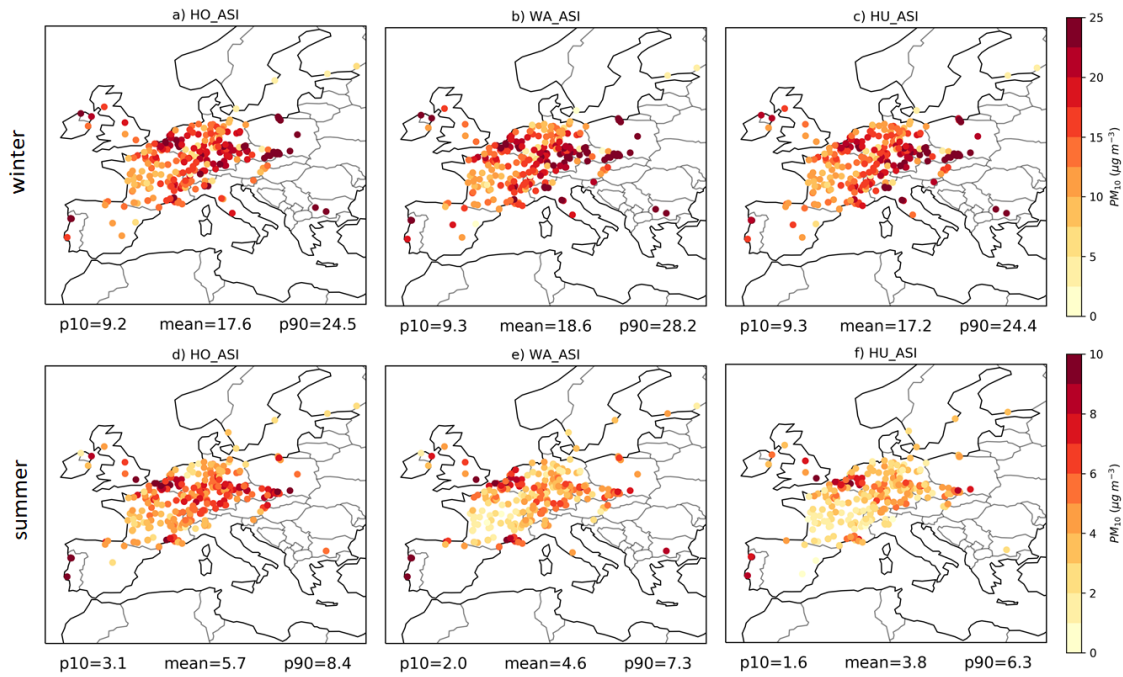 a) HO_ASI
b) WA_ASI
c) HU_ASI
winter
25
20
15
10
5
0
PM₁₀ (µg m⁻³)
p10=9.2 mean=17.6 p90=24.5
p10=9.3 mean=18.6 p90=28.2
p10=9.3 mean=17.2 p90=24.4
d) HO_ASI
e) WA_ASI
f) HU_ASI
summer
10
8
6
4
2
0
PM₁₀ (µg m⁻³)
p10=3.1 mean=5.7 p90=8.4
p10=2.0 mean=4.6 p90=7.3
p10=1.6 mean=3.8 p90=6.3